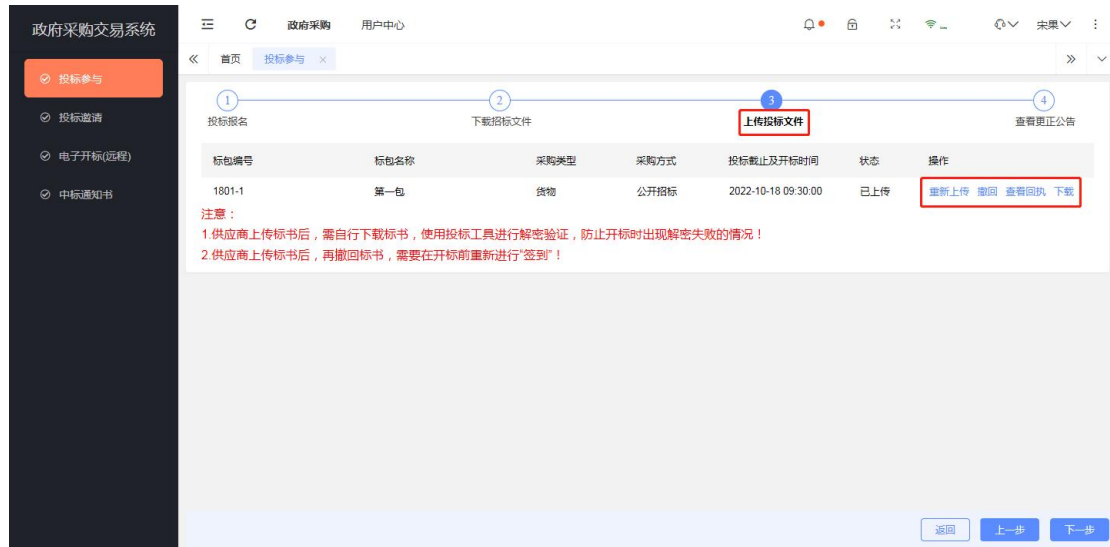 政府采购交易系统
政府采购 用户中心 宋果
首页 投标参与 ×
投标参与
投标邀请
电子开标(远程)
中标通知书
1 2 3 4
投标报名 下载招标文件 上传投标文件 查看更正公告
标包编号 标包名称 采购类型 采购方式 投标截止及开标时间 状态 操作
1801-1 第一包 货物 公开招标 2022-10-18 09:30:00 已上传 重新上传 撤回 查看回执 下载
注意：
1.供应商上传标书后，需自行下载标书，使用投标工具进行解密验证，防止开标时出现解密失败的情况！
2.供应商上传标书后，再撤回标书，需要在开标前重新进行“签到”！
返回 上一步 下一步